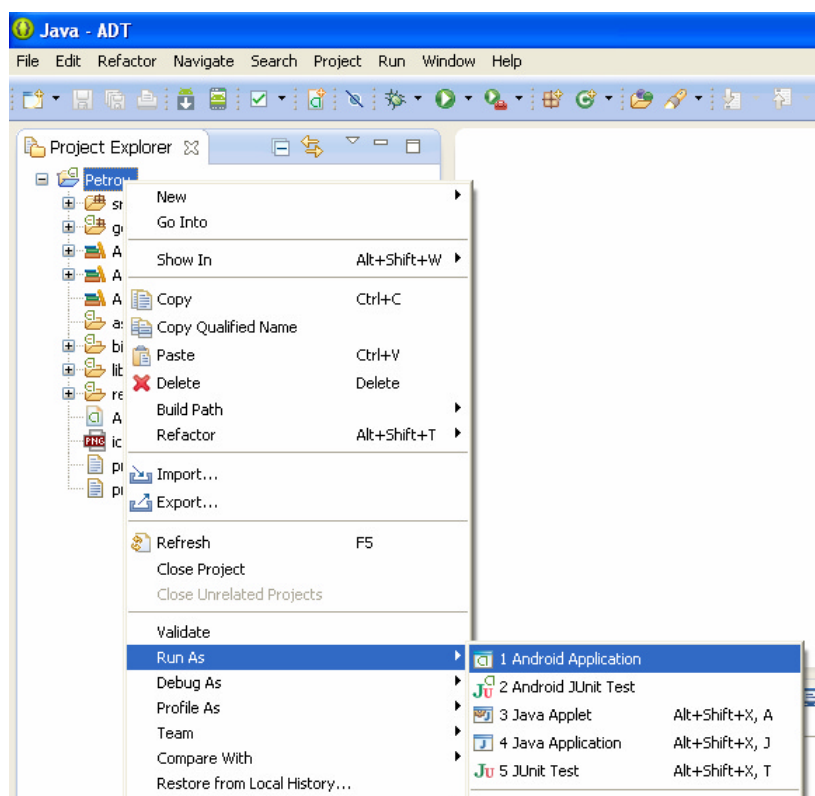 Java - ADT
File Edit Refactor Navigate Search Project Run Window Help
Project Explorer
New
Go Into
Show In Alt+Shift+W
Copy Ctrl+C
Copy Qualified Name
Paste Ctrl+V
Delete Delete
Build Path
Refactor Alt+Shift+T
Import...
Export...
Refresh F5
Close Project
Close Unrelated Projects
Validate
Run As
Debug As
Profile As
Team
Compare With
Restore from Local History...
1 Android Application
2 Android JUnit Test
3 Java Applet Alt+Shift+X, A
4 Java Application Alt+Shift+X, J
5 JUnit Test Alt+Shift+X, T